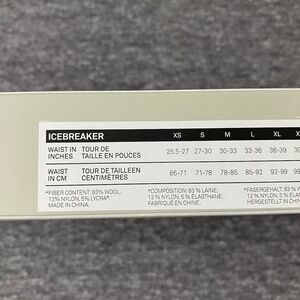 ICEBREAKER XS S M L XL
WAIST IN TOUR DE 25.5-27 27-30 30-33 33-36 36-39
INCHES TAILLE EN POUCES
WAIST TOUR DE TAILLEEN 66-71 71-78 78-85 85-92 92-99
IN CM CENTIMÈTRES
*FIBER CONTENT: 83% WOOL, *COMPOSITION: 83 % LAINE, *FASERGEHALT: 83 %
12% NYLON, 5% LYCRA®. 12 % NYLON, 5 % ÉLASTHANE. 12 % NYLON, 5 % EL
MADE IN CHINA. FABRIQUÉ EN CHINE. HERGESTELLT IN CH